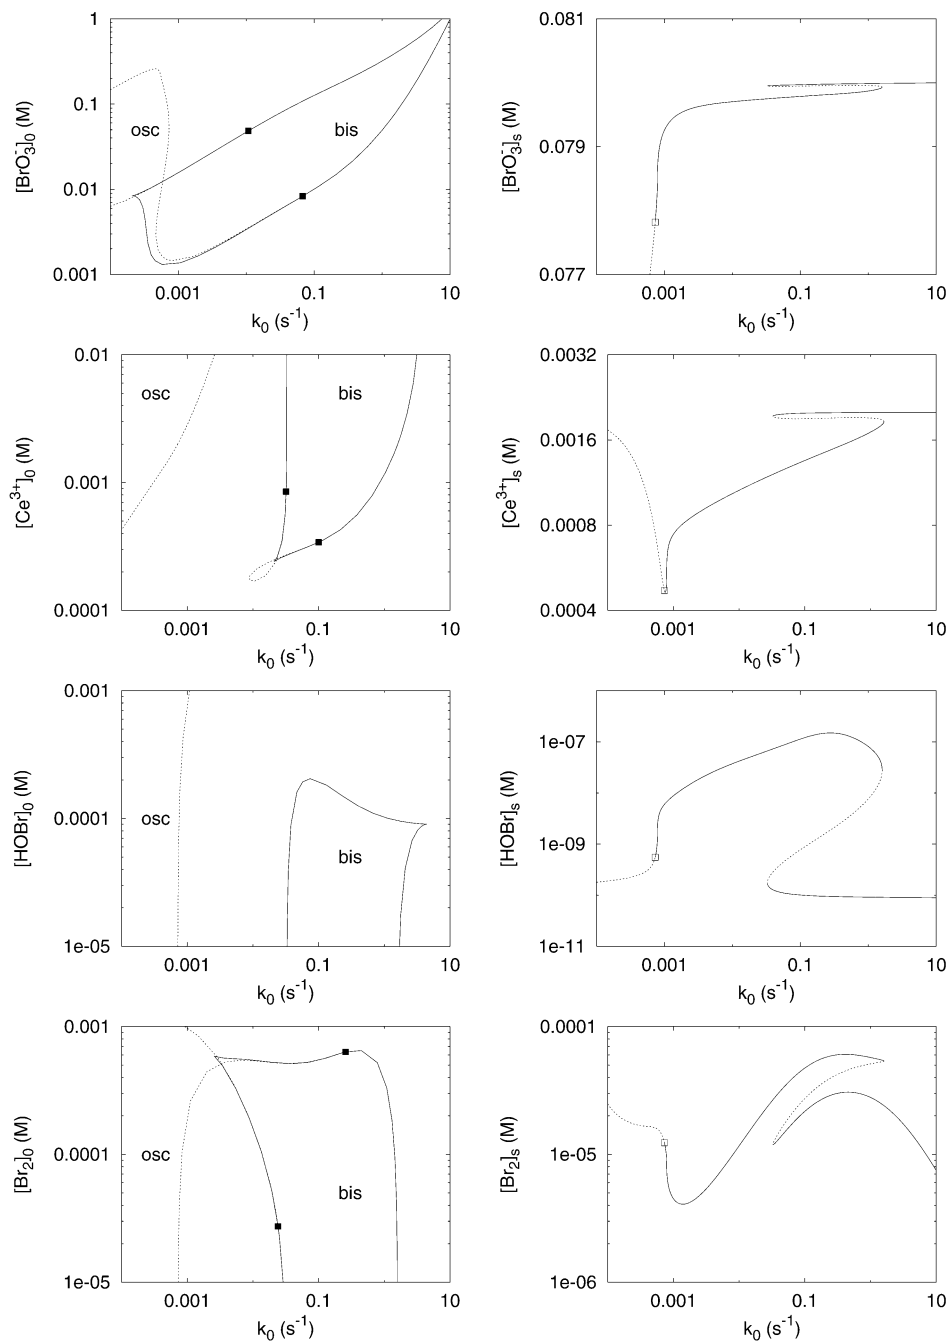 1
0.1
0.01
0.001
[BrO3-]0 (M)
osc
bis
0.001
0.1
10
k0 (s-1)
0.081
0.079
0.077
[BrO3-]s (M)
0.001
0.1
10
k0 (s-1)
0.01
0.001
0.0001
[Ce3+]0 (M)
osc
bis
0.001
0.1
10
k0 (s-1)
0.0032
0.0016
0.0008
0.0004
[Ce3+]s (M)
0.001
0.1
10
k0 (s-1)
0.001
0.0001
1e-05
[HOBr]0 (M)
osc
bis
0.001
0.1
10
k0 (s-1)
1e-07
1e-09
1e-11
[HOBr]s (M)
0.001
0.1
10
k0 (s-1)
0.001
0.0001
1e-05
[Br2]0 (M)
osc
bis
0.001
0.1
10
k0 (s-1)
0.0001
1e-05
1e-06
[Br2]s (M)
0.001
0.1
10
k0 (s-1)